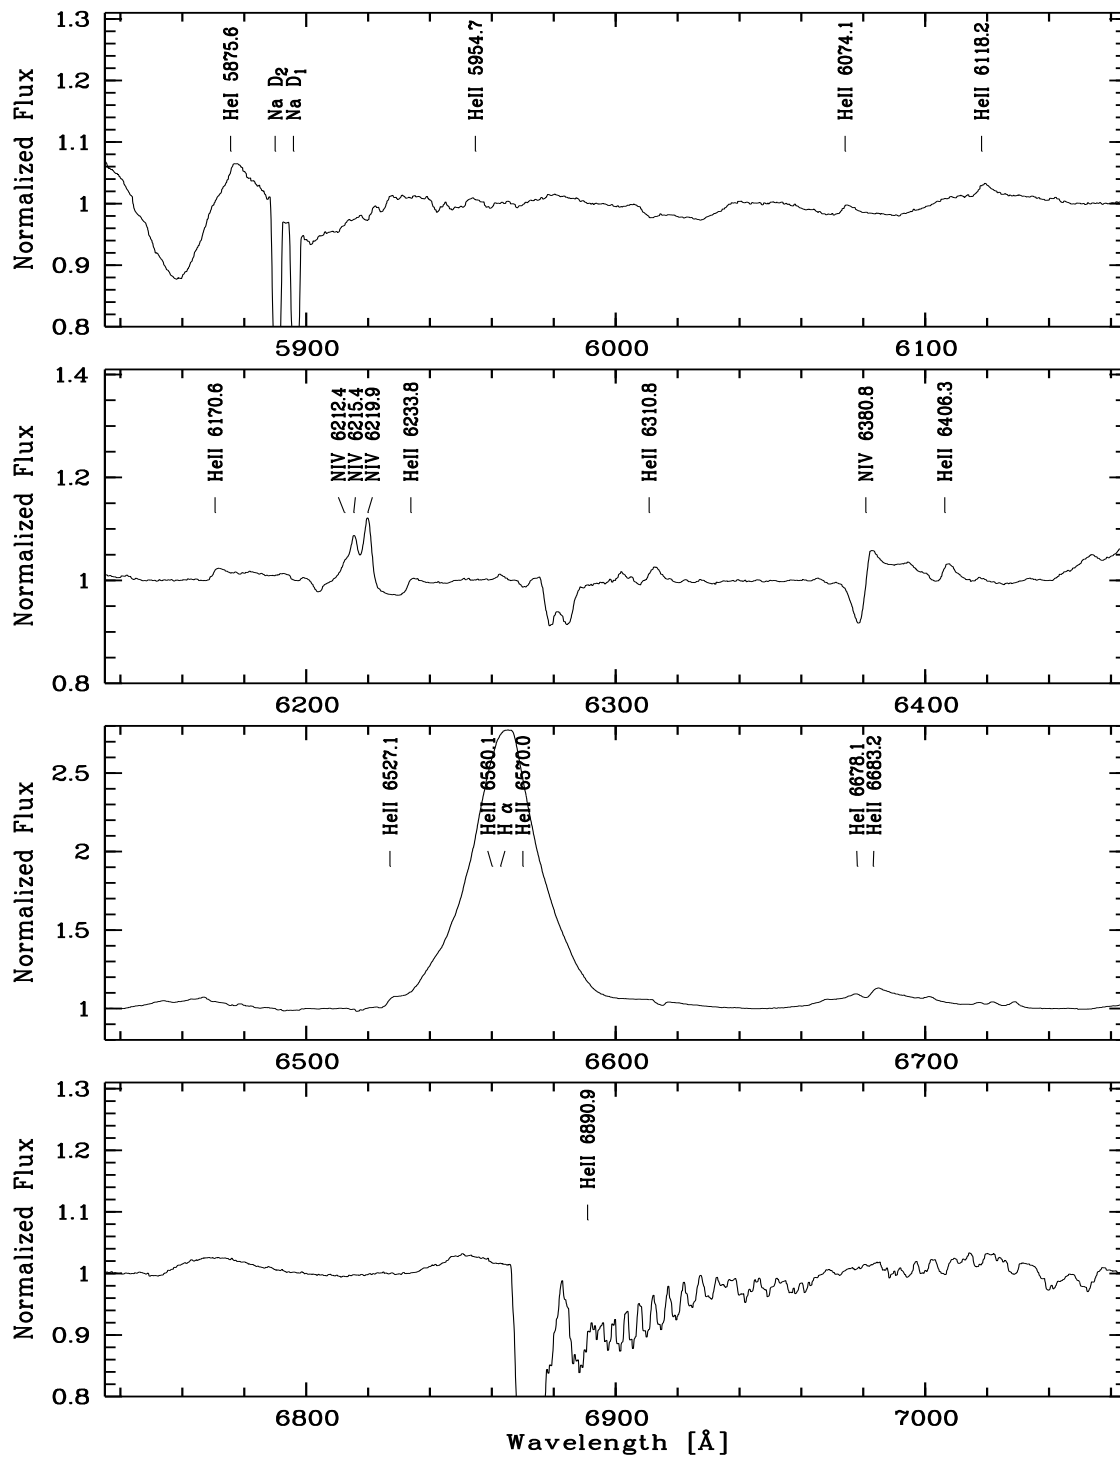 Normalized Flux
1.3
1.2
1.1
1
0.9
0.8
HeI 5875.6
Na D2
Na D1
HeII 5954.7
HeII 6074.1
HeII 6118.2
5900
6000
6100
Normalized Flux
1.4
1.2
1
0.8
HeII 6170.6
NIV 6212.4
NIV 6215.4
NIV 6219.9
HeII 6233.8
HeII 6310.8
NIV 6380.8
HeII 6406.3
6200
6300
6400
Normalized Flux
2.5
2
1.5
1
HeII 6527.1
HeII 6560.1
H α
HeII 6570.0
HeI 6678.1
HeII 6683.2
6500
6600
6700
Normalized Flux
1.3
1.2
1.1
1
0.9
0.8
HeII 6890.9
6800
6900
7000
Wavelength [Å]